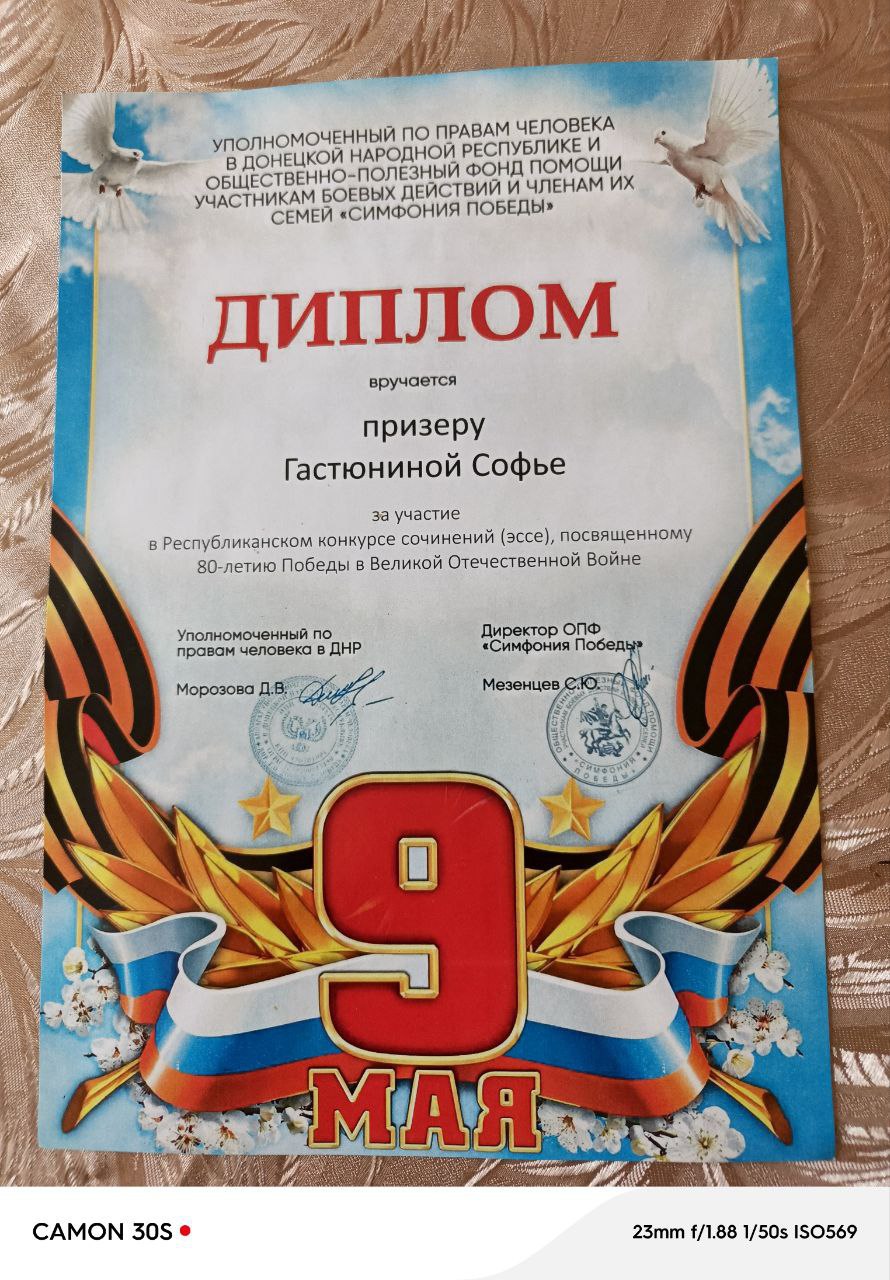 УПОЛНОМОЧЕННЫЙ ПО ПРАВАМ ЧЕЛОВЕКА
В ДОНЕЦКОЙ НАРОДНОЙ РЕСПУБЛИКЕ И
ОБЩЕСТВЕННО-ПОЛЕЗНЫЙ ФОНД ПОМОЩИ
УЧАСТНИКАМ БОЕВЫХ ДЕЙСТВИЙ И ЧЛЕНАМ ИХ
СЕМЕЙ «СИМФОНИЯ ПОБЕДЫ»
ДИПЛОМ
вручается
призеру
Гастюниной Софье
за участие
в Республиканском конкурсе сочинений (эссе), посвященному
80-летию Победы в Великой Отечественной Войне
Уполномоченный по
правам человека в ДНР
Морозова Д.В.
Директор ОПФ
«Симфония Победы»
Мезенцев С.Ю.
«СИМФОНИЯ
ПОБЕДЫ»
9
МАЯ
CAMON 30S
23mm f/1.88 1/50s ISO569